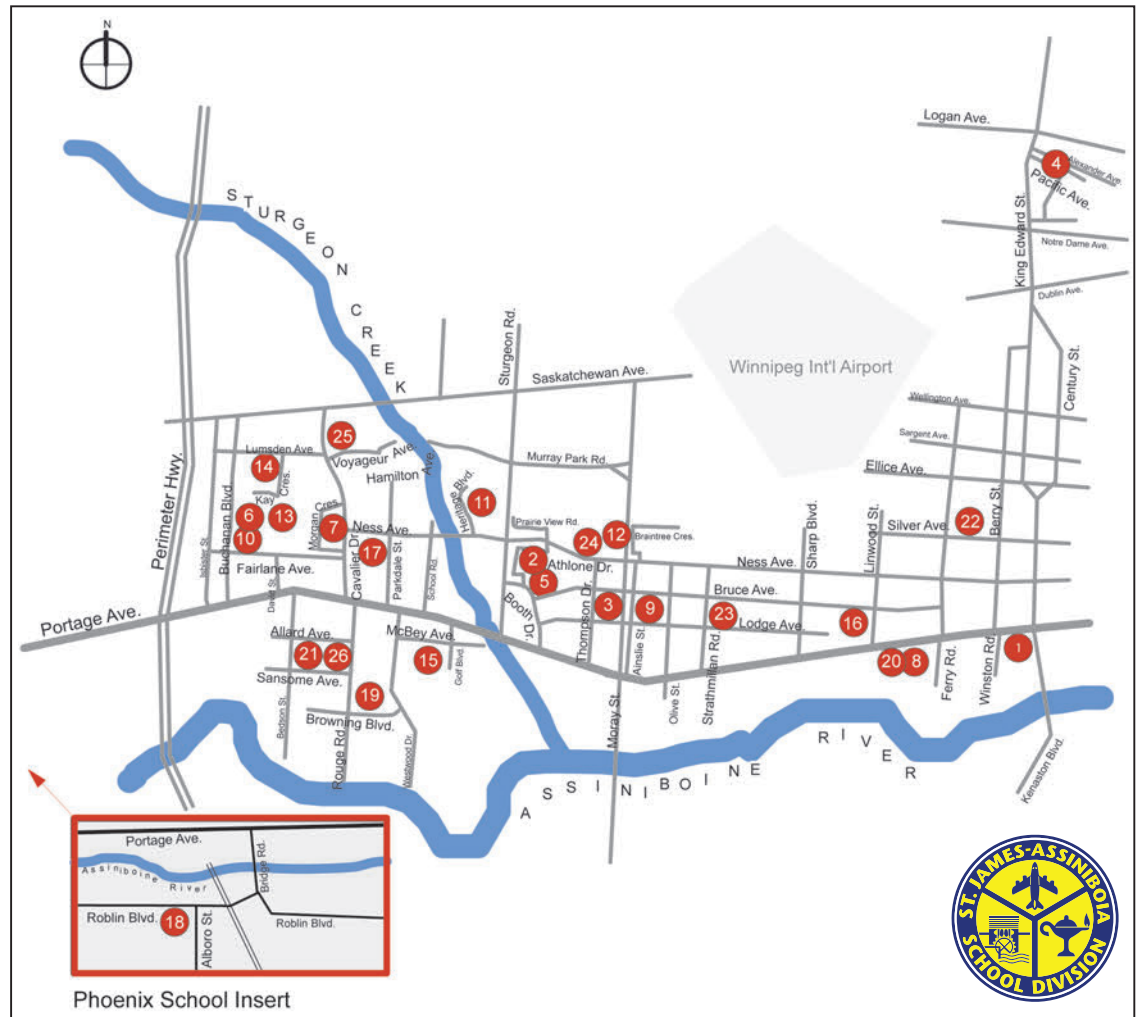 N
Logan Ave.
Alexander Ave.
4
Pacific Ave.
King Edward St.
Notre Dame Ave.
Dublin Ave.
Century St.
STURGEON CREEK
Sturgeon Rd.
Saskatchewan Ave.
Winnipeg Int'l Airport
Wellington Ave.
Sargent Ave.
Ellice Ave.
Perimeter Hwy.
25
Lumsden Ave
Voyageur Ave.
Hamilton Ave.
Murray Park Rd.
14
Kay Cres.
Buchanan Blvd.
6
13
Morgan Cres.
7
Ness Ave.
Heritage Blvd.
11
Prairie View Rd.
24
12
Braintree Cres.
Sharp Blvd.
Linwood St.
Silver Ave.
22
Berry St.
10
17
Cavalier Dr.
Parkdale St.
School Rd.
2
Athlone Dr.
Ness Ave.
Fairlane Ave.
David St.
5
Bruce Ave.
Booth Dr.
Thompson Dr.
3
9
23
Lodge Ave.
16
Portage Ave.
Allard Ave.
McBey Ave.
21
26
15
Golf Blvd.
Ainslie St.
Olive St.
Strathmillan Rd.
20
8
Ferry Rd.
Winston Rd.
1
Sansome Ave.
19
Bedson St.
Browning Blvd.
Rouge Rd.
Westwood Dr.
Moray St
ASSINIBOINE RIVER
Kenaston Blvd.
Portage Ave.
Assiniboine River
Bridge Rd.
Roblin Blvd.
18
Alboro St.
Roblin Blvd.
Phoenix School Insert
ST. JAMES-ASSINIBOIA
SCHOOL DIVISION